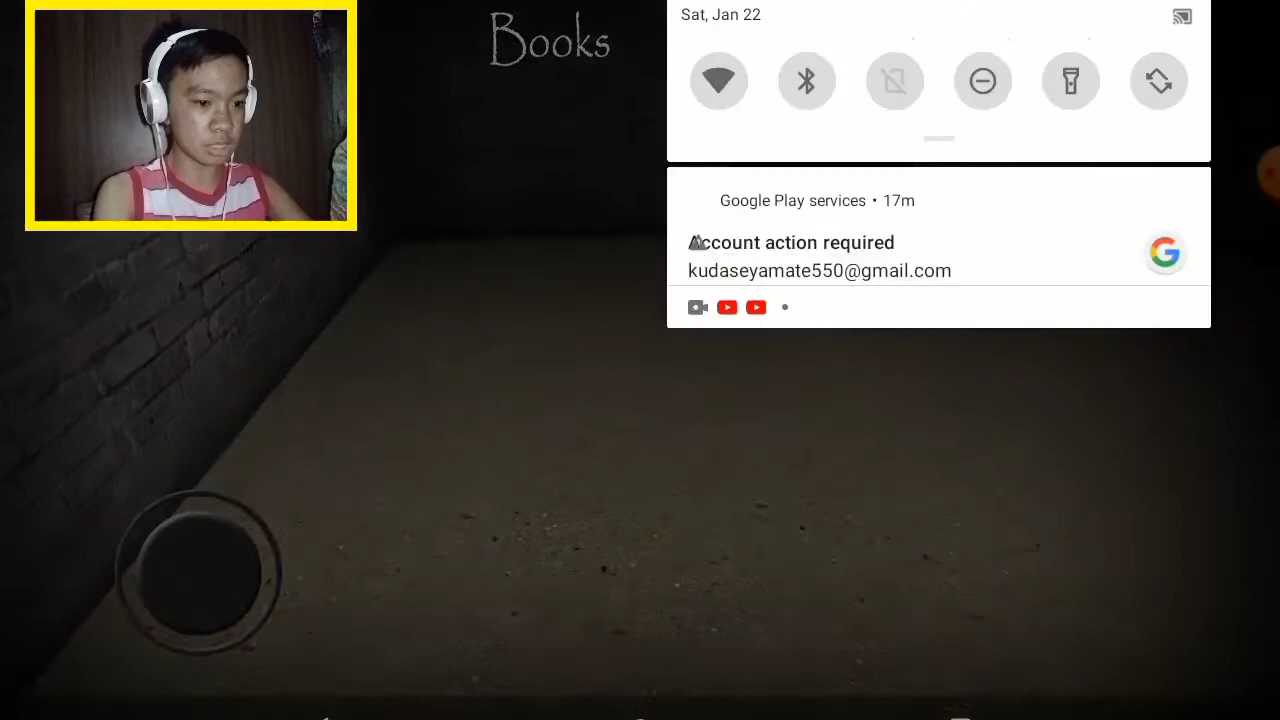 Books
Sat, Jan 22
Google Play services • 17m
Account action required
kudaseyamate550@gmail.com